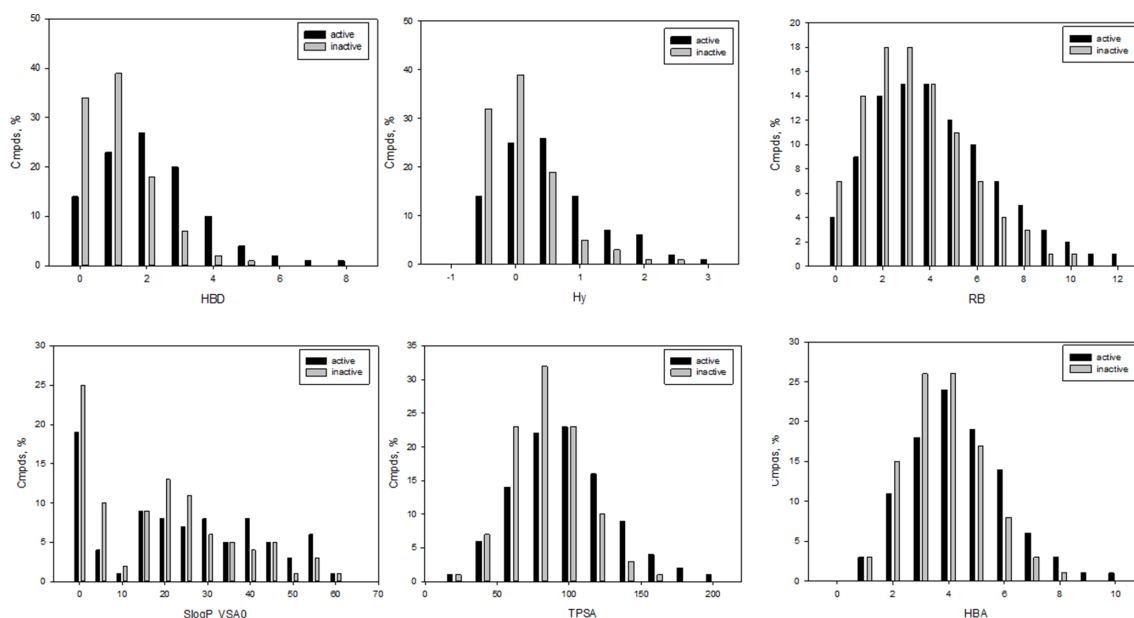 50
40
30
20
10
0
Cmpds, %
active
inactive
0 2 4 6 8
HBD
50
40
30
20
10
0
Cmpds, %
active
inactive
-1 0 1 2 3
Hy
20
18
16
14
12
10
8
6
4
2
0
Cmpds, %
active
inactive
0 2 4 6 8 10 12
RB
30
25
20
15
10
5
0
Cmpds, %
active
inactive
0 10 20 30 40 50 60 70
SlogP_VSA0
35
30
25
20
15
10
5
0
Cmpds, %
active
inactive
0 50 100 150 200
TPSA
30
25
20
15
10
5
0
Cmpds, %
active
inactive
0 2 4 6 8 10
HBA